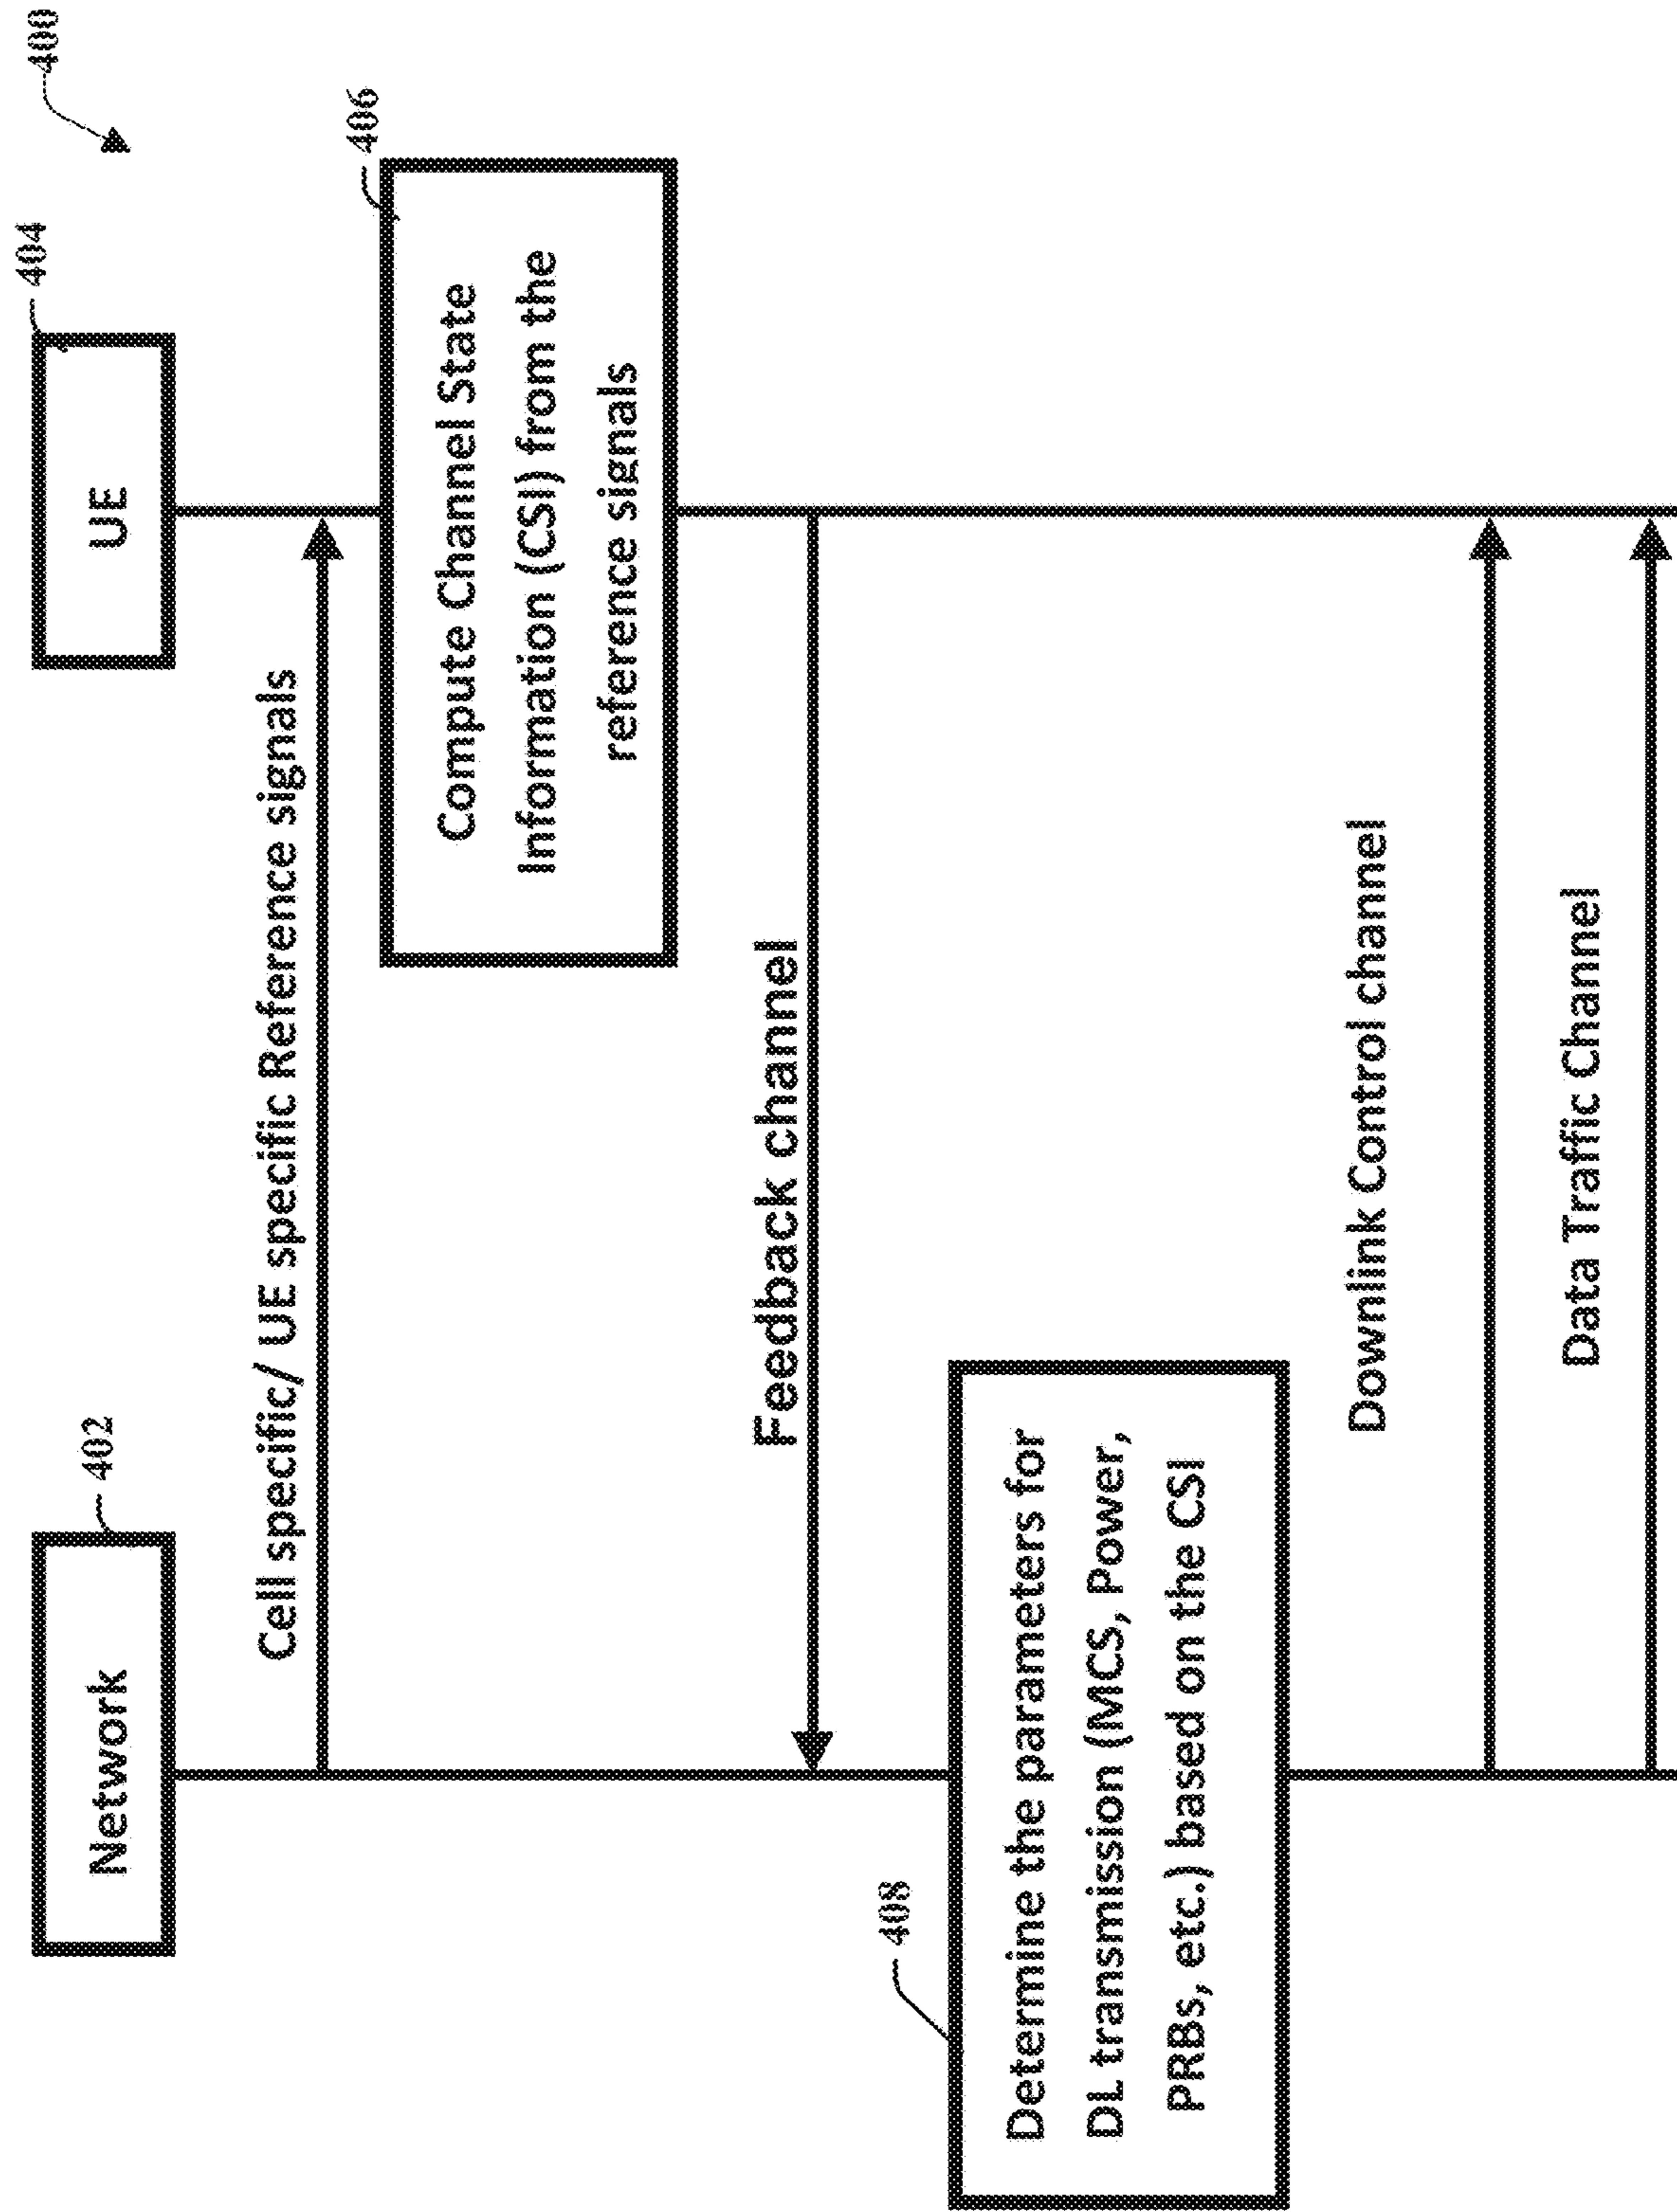 400
402
404
Network
UE
Cell specific/ UE specific Reference signals
406
Compute Channel State
Information (CSI) from the
reference signals
Feedback channel
408
Determine the parameters for
DL transmission (MCS, Power,
PRBs, etc.) based on the CSI
Downlink Control channel
Data Traffic Channel